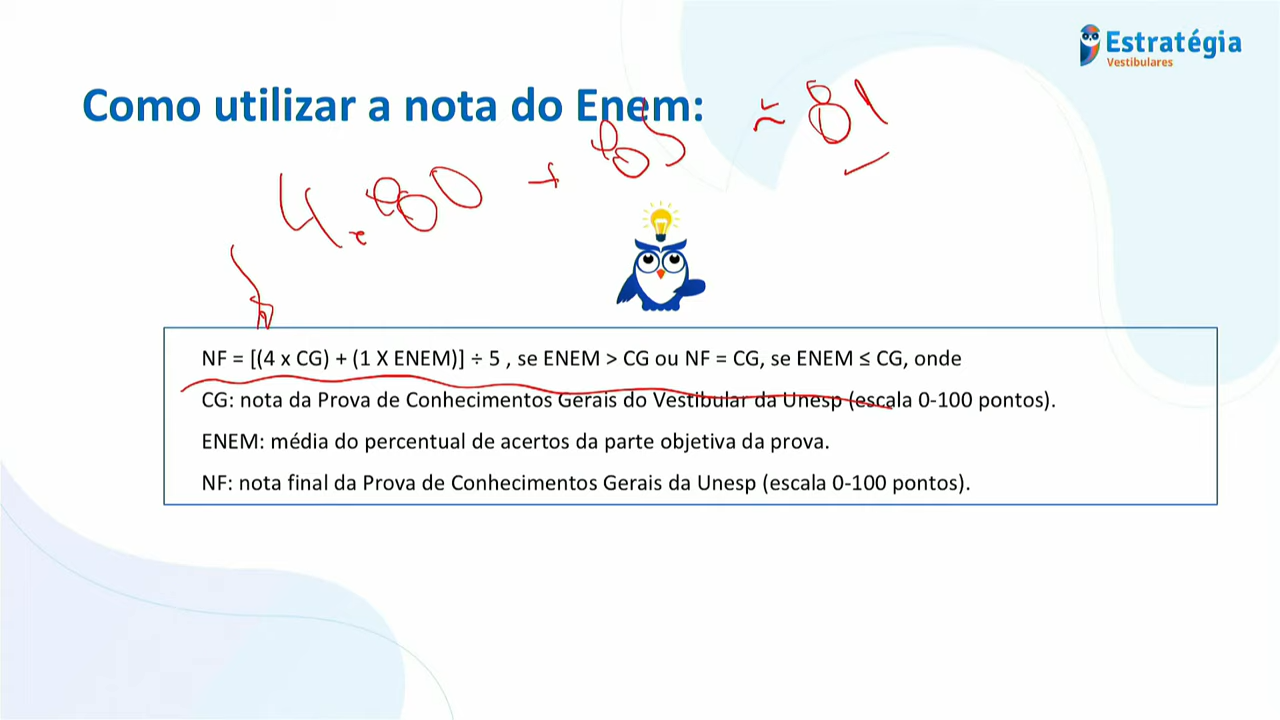 Estratégia
Vestibulares
Como utilizar a nota do Enem:
≈ 81
4.80 + 85
NF = [(4 x CG) + (1 X ENEM)] ÷ 5 , se ENEM > CG ou NF = CG, se ENEM ≤ CG, onde
CG: nota da Prova de Conhecimentos Gerais do Vestibular da Unesp (escala 0-100 pontos).
ENEM: média do percentual de acertos da parte objetiva da prova.
NF: nota final da Prova de Conhecimentos Gerais da Unesp (escala 0-100 pontos).